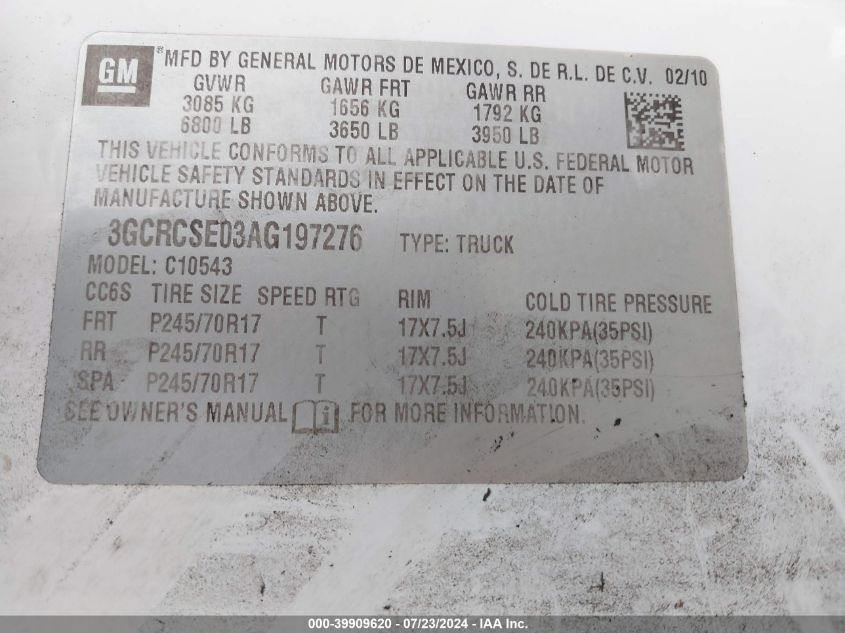 GM ® MFD BY GENERAL MOTORS DE MEXICO, S. DE R.L. DE C.V. 02/10
GVWR GAWR FRT GAWR RR
3085 KG 1656 KG 1792 KG
6800 LB 3650 LB 3950 LB
THIS VEHICLE CONFORMS TO ALL APPLICABLE U.S. FEDERAL MOTOR
VEHICLE SAFETY STANDARDS IN EFFECT ON THE DATE OF
MANUFACTURE SHOWN ABOVE.
3GCRCSE03AG197276 TYPE: TRUCK
MODEL: C10543
CC6S TIRE SIZE SPEED RTG RIM COLD TIRE PRESSURE
FRT P245/70R17 T 17X7.5J 240KPA(35PSI)
RR P245/70R17 T 17X7.5J 240KPA(35PSI)
SPA P245/70R17 T 17X7.5J 240KPA(35PSI)
SEE OWNER'S MANUAL i FOR MORE INFORMATION.
000-39909620 / 07/23/2024 - IAA Inc.